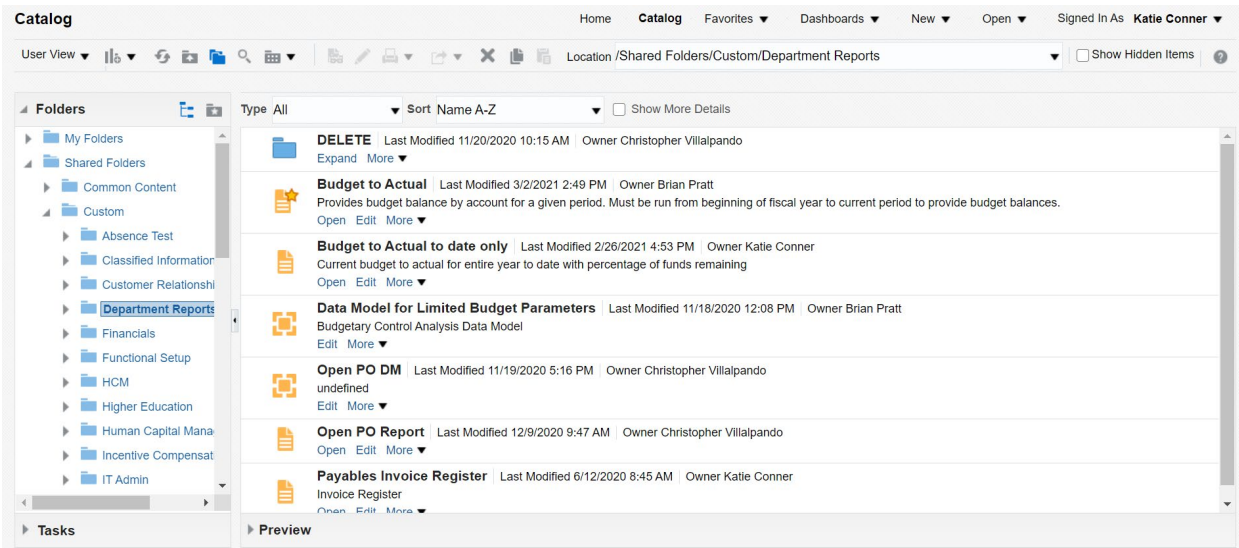 Catalog
Home Catalog Favorites Dashboards New Open Signed In As Katie Conner
User View Location /Shared Folders/Custom/Department Reports Show Hidden Items
Folders
My Folders
Shared Folders
Common Content
Custom
Absence Test
Classified Information
Customer Relationshi
Department Reports
Financials
Functional Setup
HCM
Higher Education
Human Capital Mana
Incentive Compensat
IT Admin
Tasks
Type All Sort Name A-Z Show More Details
DELETE Last Modified 11/20/2020 10:15 AM Owner Christopher Villalpando
Expand More
Budget to Actual Last Modified 3/2/2021 2:49 PM Owner Brian Pratt
Provides budget balance by account for a given period. Must be run from beginning of fiscal year to current period to provide budget balances.
Open Edit More
Budget to Actual to date only Last Modified 2/26/2021 4:53 PM Owner Katie Conner
Current budget to actual for entire year to date with percentage of funds remaining
Open Edit More
Data Model for Limited Budget Parameters Last Modified 11/18/2020 12:08 PM Owner Brian Pratt
Budgetary Control Analysis Data Model
Edit More
Open PO DM Last Modified 11/19/2020 5:16 PM Owner Christopher Villalpando
undefined
Edit More
Open PO Report Last Modified 12/9/2020 9:47 AM Owner Christopher Villalpando
Open Edit More
Payables Invoice Register Last Modified 6/12/2020 8:45 AM Owner Katie Conner
Invoice Register
Open Edit More
Preview